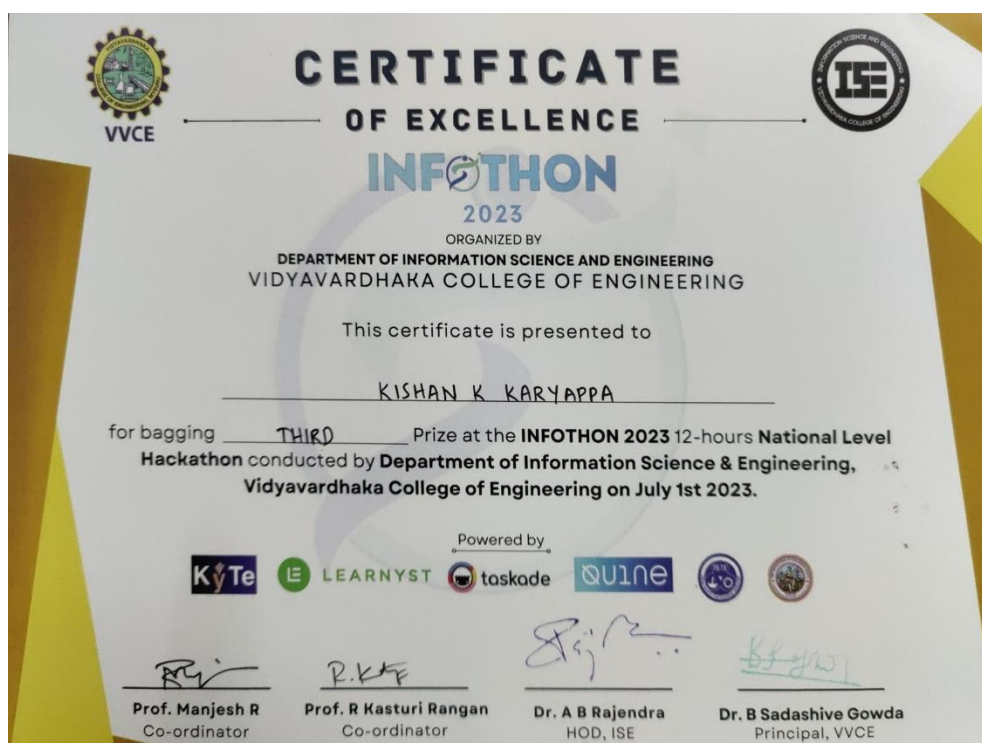 CERTIFICATE
OF EXCELLENCE
VVCE
ISE
INFOTHON
2023
ORGANIZED BY
DEPARTMENT OF INFORMATION SCIENCE AND ENGINEERING
VIDYAVARDHAKA COLLEGE OF ENGINEERING
This certificate is presented to
KISHAN K KARYAPPA
for bagging THIRD Prize at the INFOTHON 2023 12-hours National Level
Hackathon conducted by Department of Information Science & Engineering,
Vidyavardhaka College of Engineering on July 1st 2023.
Powered by
KyTe LEARNYST taskade QU1ne
Prof. Manjesh R Prof. R Kasturi Rangan Dr. A B Rajendra Dr. B Sadashive Gowda
Co-ordinator Co-ordinator HOD, ISE Principal, VVCE